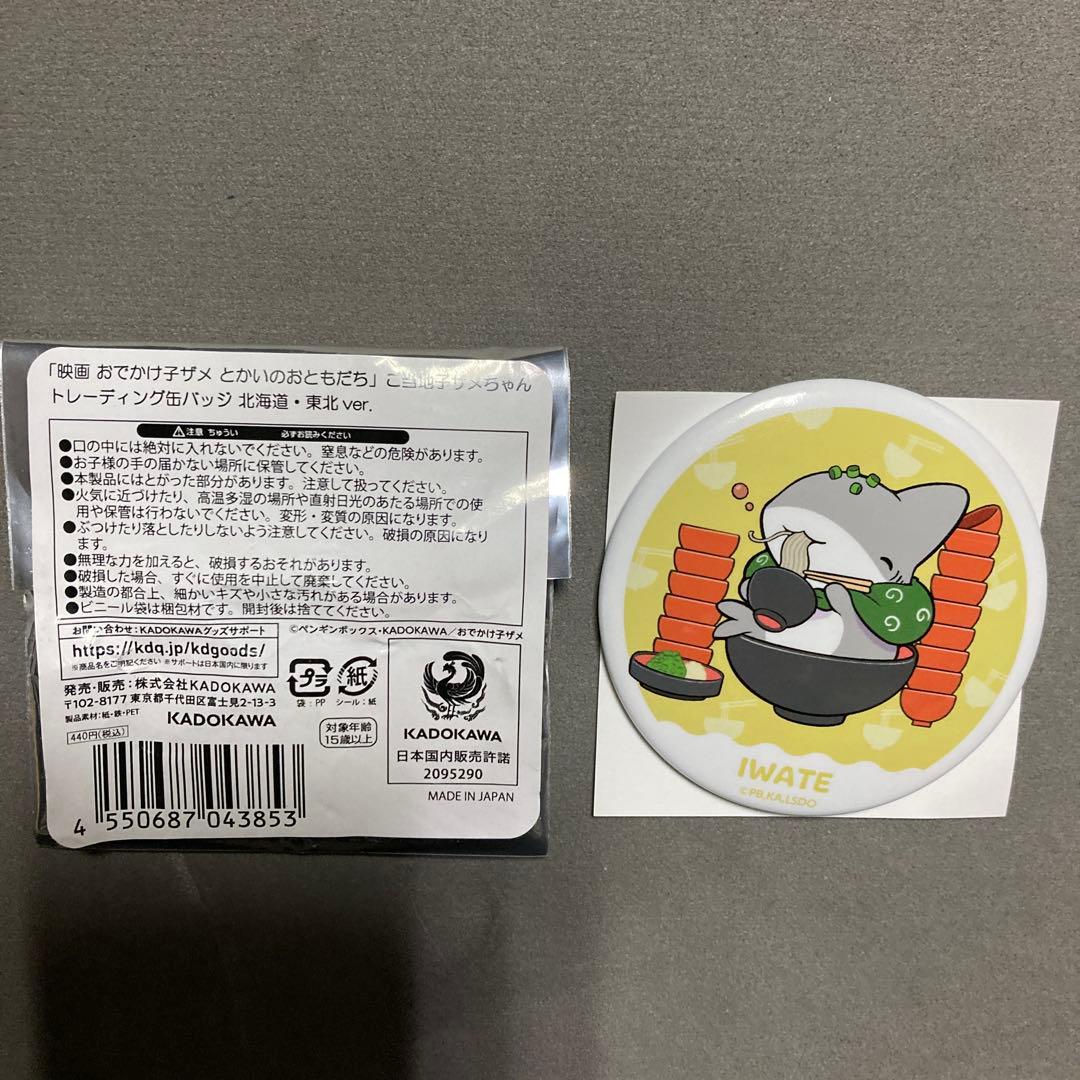 「映画 おでかけ子ザメ とかいのおともだち」ご当地子ザメちゃん
トレーディング缶バッジ 北海道・東北 ver.
注意 ちゅうい 必ずお読みください
●口の中には絶対に入れないでください。窒息などの危険があります。
●お子様の手の届かない場所に保管してください。
●本製品にはとがった部分があります。注意して扱ってください。
●火気に近づけたり、高温多湿の場所や直射日光のあたる場所での使
用や保管は行わないでください。変形・変質の原因になります。
●ぶつけたり落としたりしないよう注意してください。破損の原因になり
ます。
●無理な力を加えると、破損するおそれがあります。
●破損した場合、すぐに使用を中止して廃棄してください。
●製造の都合上、細かいキズや小さな汚れがある場合があります。
●ビニール袋は梱包材です。開封後は捨ててください。
お問い合わせ:KADOKAWAグッズサポート
https://kdq.jp/kdgoods/
※商品名をご明記ください ※サポートは日本国内に限ります
発売・販売:株式会社KADOKAWA
〒102-8177 東京都千代田区富士見2-13-3
製品素材:紙・鉄・PET
KADOKAWA
440円(税込)
4 550687 043853
©ペンギンボックス・KADOKAWA/おでかけ子ザメ
プラ
紙
袋:PP シール:紙
対象年齢
15歳以上
KADOKAWA
日本国内販売許諾
2095290
MADE IN JAPAN
IWATE
©PB,KA,LSDO